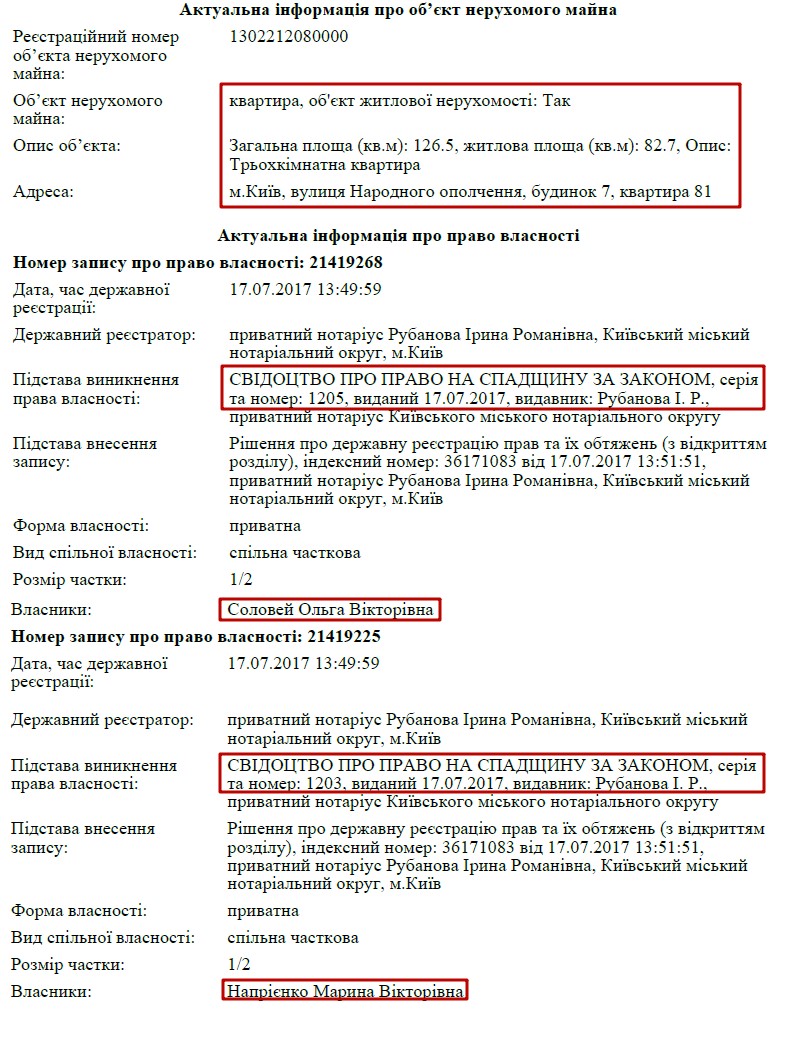 Актуальна інформація про об’єкт нерухомого майна
Реєстраційний номер об’єкта нерухомого майна: 1302212080000
Об’єкт нерухомого майна: квартира, об'єкт житлової нерухомості: Так
Опис об’єкта: Загальна площа (кв.м): 126.5, житлова площа (кв.м): 82.7, Опис:
Трьохкімнатна квартира
Адреса: м.Київ, вулиця Народного ополчення, будинок 7, квартира 81
Актуальна інформація про право власності
Номер запису про право власності: 21419268
Дата, час державної реєстрації: 17.07.2017 13:49:59
Державний реєстратор: приватний нотаріус Рубанова Ірина Романівна, Київський міський
нотаріальний округ, м.Київ
Підстава виникнення права власності: СВІДОЦТВО ПРО ПРАВО НА СПАДЩИНУ ЗА ЗАКОНОМ, серія
та номер: 1205, виданий 17.07.2017, видавник: Рубанова І. Р.,
приватний нотаріус Київського міського нотаріального округу
Підстава внесення запису: Рішення про державну реєстрацію прав та їх обтяжень (з відкриттям
розділу), індексний номер: 36171083 від 17.07.2017 13:51:51,
приватний нотаріус Рубанова Ірина Романівна, Київський міський
нотаріальний округ, м.Київ
Форма власності: приватна
Вид спільної власності: спільна часткова
Розмір частки: 1/2
Власники: Соловей Ольга Вікторівна
Номер запису про право власності: 21419225
Дата, час державної реєстрації: 17.07.2017 13:49:59
Державний реєстратор: приватний нотаріус Рубанова Ірина Романівна, Київський міський
нотаріальний округ, м.Київ
Підстава виникнення права власності: СВІДОЦТВО ПРО ПРАВО НА СПАДЩИНУ ЗА ЗАКОНОМ, серія
та номер: 1203, виданий 17.07.2017, видавник: Рубанова І. Р.,
приватний нотаріус Київського міського нотаріального округу
Підстава внесення запису: Рішення про державну реєстрацію прав та їх обтяжень (з відкриттям
розділу), індексний номер: 36171083 від 17.07.2017 13:51:51,
приватний нотаріус Рубанова Ірина Романівна, Київський міський
нотаріальний округ, м.Київ
Форма власності: приватна
Вид спільної власності: спільна часткова
Розмір частки: 1/2
Власники: Напрієнко Марина Вікторівна